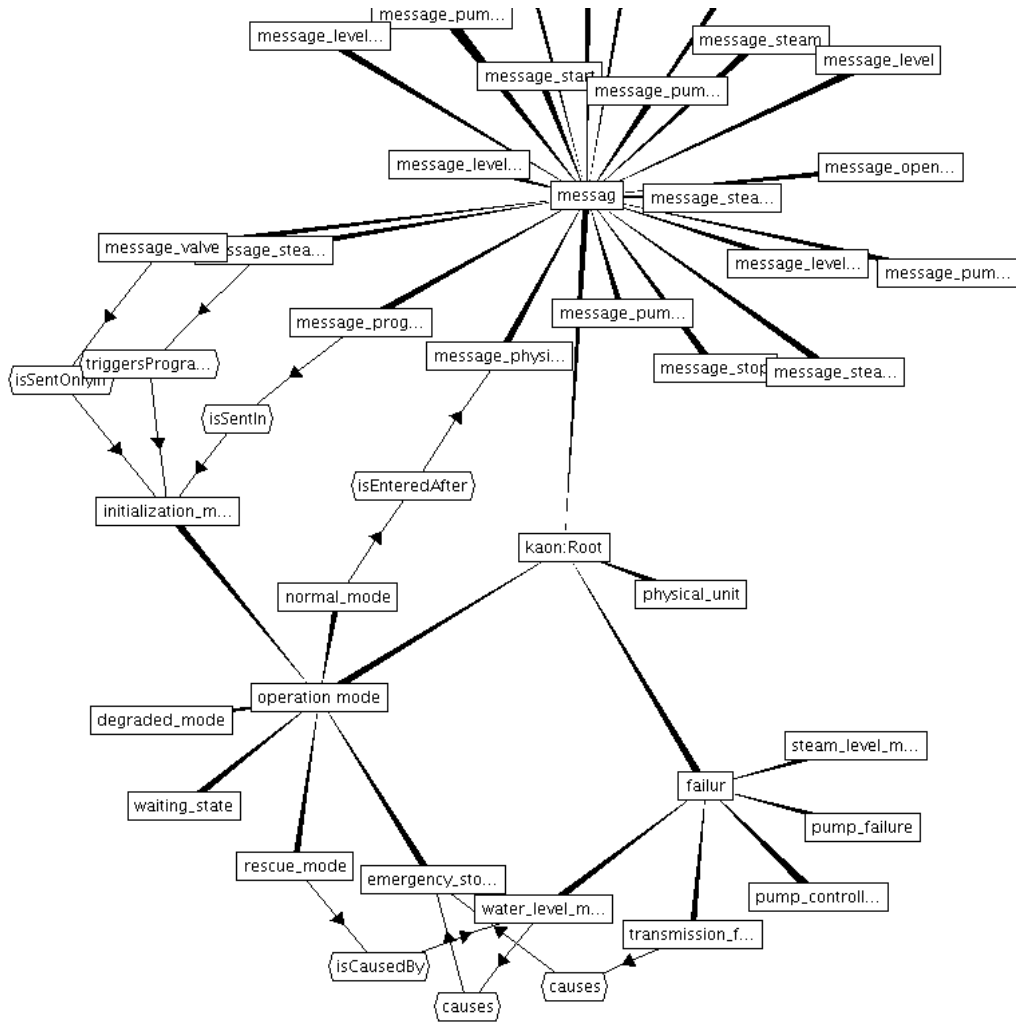 message_pum...
message_level...
message_steam
message_level
message_start
message_pum...
message_level...
message_open...
messag
message_stea...
message_valve
ssage_stea...
message_level...
message_pum...
message_prog...
message_pum...
message_physi...
triggersProgra...
message_stop
message_stea...
isSentOnlyIn
isSentIn
isEnteredAfter
initialization_m...
kaon:Root
physical_unit
normal_mode
operation mode
degraded_mode
steam_level_m...
failur
waiting_state
pump_failure
rescue_mode
emergency_sto...
pump_controll...
water_level_m...
transmission_f...
isCausedBy
causes
causes